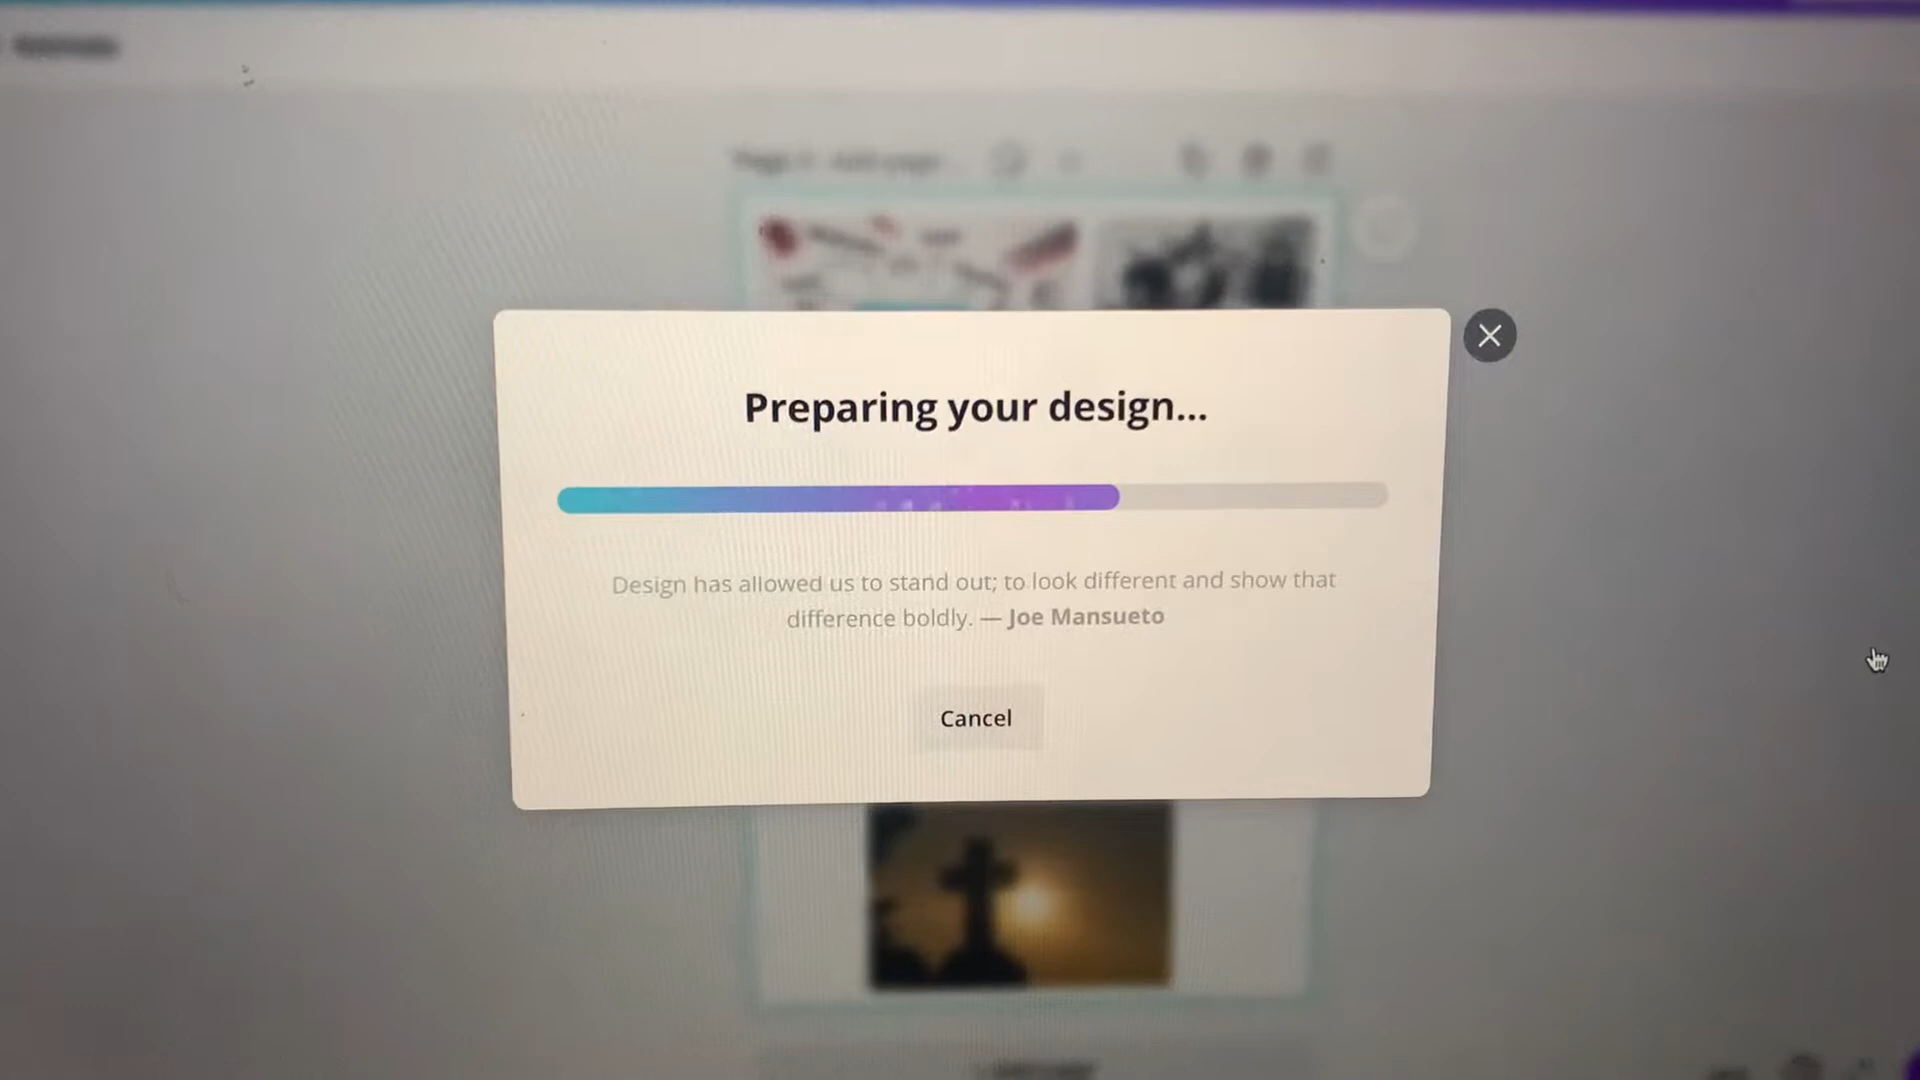 Preparing your design...
Design has allowed us to stand out; to look different and show that
difference boldly. — Joe Mansueto
Cancel